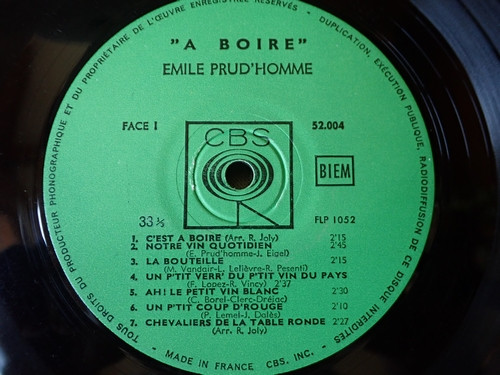 DU PRODUCTEUR PHONOGRAPHIQUE ET DU PROPRIÉTAIRE DE L'ŒUVRE ENREGISTRÉE RÉSERVÉS -
DUPLICATION, EXÉCUTION PUBLIQUE, RADIODIFFUSION DE CE DISQUE INTERDITES
"A BOIRE"
EMILE PRUD'HOMME
FACE I
CBS
52.004
BIEM
33⅓
FLP 1052
1. C'EST A BOIRE (Arr. R. Joly) 2'15
2. NOTRE VIN QUOTIDIEN 2'45
(E. Prud'homme-J. Eigel)
3. LA BOUTEILLE 2'15
(M. Vandair-L. Lelièvre-R. Pesenti)
4. UN P'TIT VERR' DU P'TIT VIN DU PAYS
(F. Lopez-R. Vincy) 2'37
5. AH! LE PETIT VIN BLANC 2'30
(C. Borel-Clerc-Dréjac)
6. UN P'TIT COUP D'ROUGE 2'10
(P. Lemel-J. Dalès)
7. CHEVALIERS DE LA TABLE RONDE 2'27
(Arr. R. Joly)
TOUS DROITS
- MADE IN FRANCE CBS. INC. -